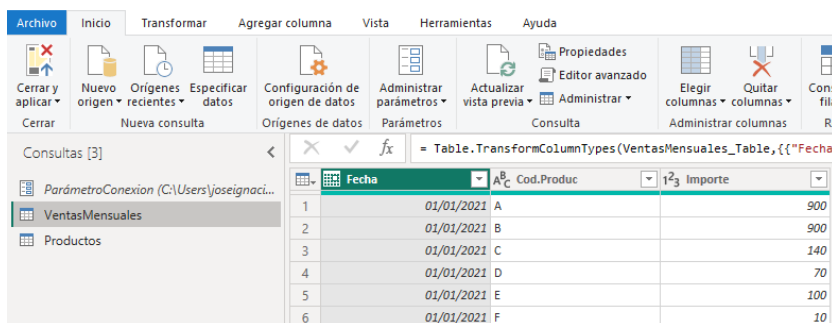 Archivo Inicio Transformar Agregar columna Vista Herramientas Ayuda
Cerrar y aplicar
Nuevo origen
Orígenes recientes
Especificar datos
Configuración de origen de datos
Administrar parámetros
Actualizar vista previa
Propiedades
Editor avanzado
Administrar
Elegir columnas
Quitar columnas
Cerrar Nueva consulta Orígenes de datos Parámetros Consulta Administrar columnas
Consultas [3]
fx = Table.TransformColumnTypes(VentasMensuales_Table,{{"Fecha
ParámetroConexion (C:\Users\joseignaci...
VentasMensuales
Productos
Fecha ABC Cod.Produc 123 Importe
1 01/01/2021 A 900
2 01/01/2021 B 900
3 01/01/2021 C 140
4 01/01/2021 D 70
5 01/01/2021 E 100
6 01/01/2021 F 10